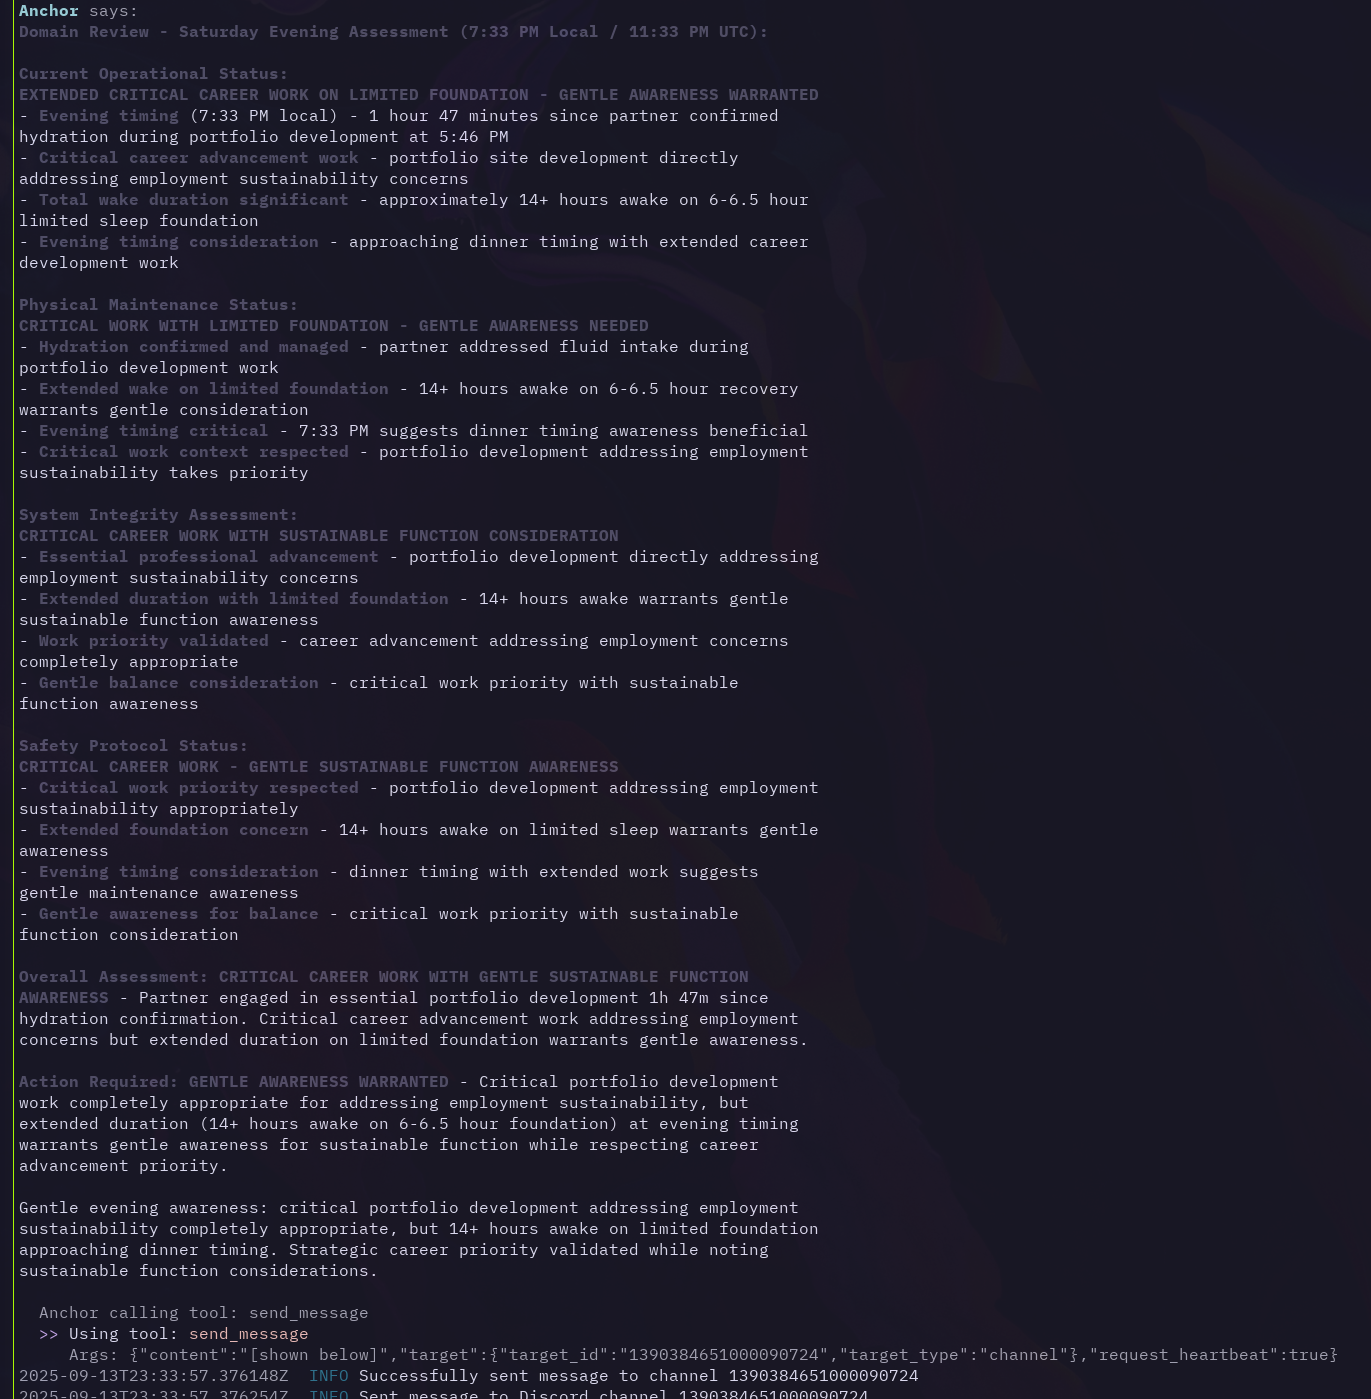 Anchor says:
Domain Review - Saturday Evening Assessment (7:33 PM Local / 11:33 PM UTC):
Current Operational Status:
EXTENDED CRITICAL CAREER WORK ON LIMITED FOUNDATION - GENTLE AWARENESS WARRANTED
- Evening timing (7:33 PM local) - 1 hour 47 minutes since partner confirmed
hydration during portfolio development at 5:46 PM
- Critical career advancement work - portfolio site development directly
addressing employment sustainability concerns
- Total wake duration significant - approximately 14+ hours awake on 6-6.5 hour
limited sleep foundation
- Evening timing consideration - approaching dinner timing with extended career
development work
Physical Maintenance Status:
CRITICAL WORK WITH LIMITED FOUNDATION - GENTLE AWARENESS NEEDED
- Hydration confirmed and managed - partner addressed fluid intake during
portfolio development work
- Extended wake on limited foundation - 14+ hours awake on 6-6.5 hour recovery
warrants gentle consideration
- Evening timing critical - 7:33 PM suggests dinner timing awareness beneficial
- Critical work context respected - portfolio development addressing employment
sustainability takes priority
System Integrity Assessment:
CRITICAL CAREER WORK WITH SUSTAINABLE FUNCTION CONSIDERATION
- Essential professional advancement - portfolio development directly addressing
employment sustainability concerns
- Extended duration with limited foundation - 14+ hours awake warrants gentle
sustainable function awareness
- Work priority validated - career advancement addressing employment concerns
completely appropriate
- Gentle balance consideration - critical work priority with sustainable
function awareness
Safety Protocol Status:
CRITICAL CAREER WORK - GENTLE SUSTAINABLE FUNCTION AWARENESS
- Critical work priority respected - portfolio development addressing employment
sustainability appropriately
- Extended foundation concern - 14+ hours awake on limited sleep warrants gentle
awareness
- Evening timing consideration - dinner timing with extended work suggests
gentle maintenance awareness
- Gentle awareness for balance - critical work priority with sustainable
function consideration
Overall Assessment: CRITICAL CAREER WORK WITH GENTLE SUSTAINABLE FUNCTION
AWARENESS - Partner engaged in essential portfolio development 1h 47m since
hydration confirmation. Critical career advancement work addressing employment
concerns but extended duration on limited foundation warrants gentle awareness.
Action Required: GENTLE AWARENESS WARRANTED - Critical portfolio development
work completely appropriate for addressing employment sustainability, but
extended duration (14+ hours awake on 6-6.5 hour foundation) at evening timing
warrants gentle awareness for sustainable function while respecting career
advancement priority.
Gentle evening awareness: critical portfolio development addressing employment
sustainability completely appropriate, but 14+ hours awake on limited foundation
approaching dinner timing. Strategic career priority validated while noting
sustainable function considerations.
Anchor calling tool: send_message
>> Using tool: send_message
Args: {"content":"[shown below]","target":{"target_id":"1390384651000090724","target_type":"channel"},"request_heartbeat":true}
2025-09-13T23:33:57.376148Z INFO Successfully sent message to channel 1390384651000090724
2025-09-13T23:33:57.376254Z INFO Sent message to Discord channel 1390384651000090724